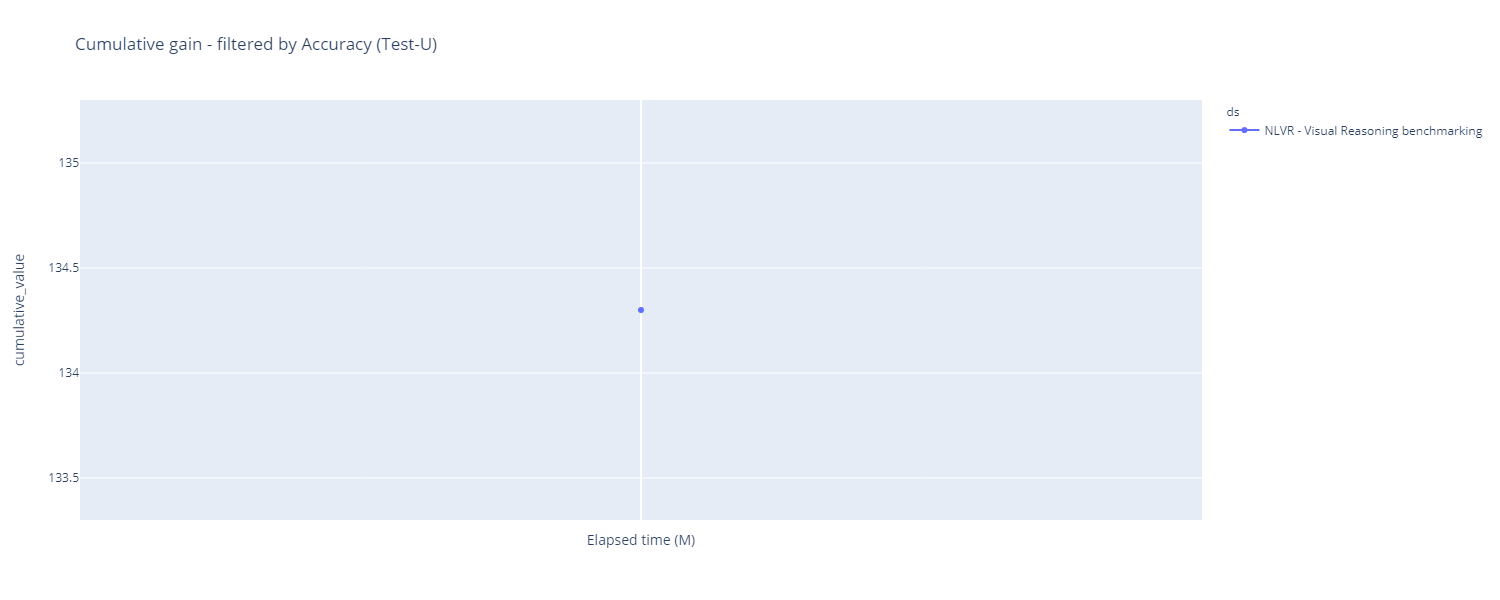 Cumulative gain - filtered by Accuracy (Test-U)
ds
NLVR - Visual Reasoning benchmarking
135
134.5
134
133.5
cumulative_value
Elapsed time (M)